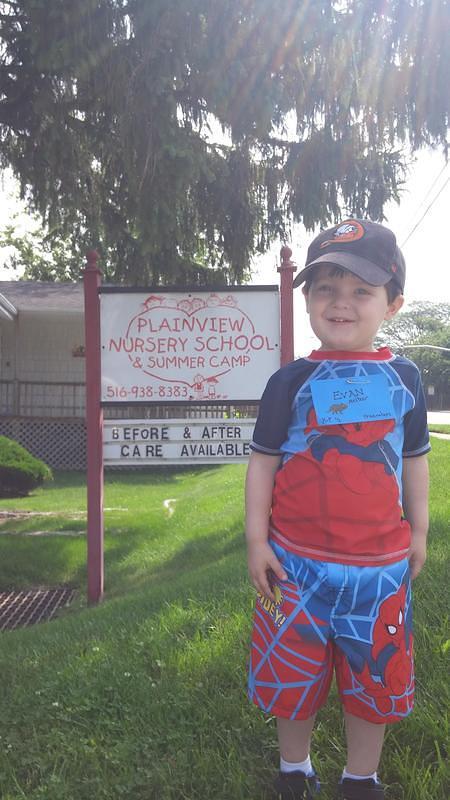 PLAINVIEW
NURSERY SCHOOL
& SUMMER CAMP
516-938-8383
BEFORE & AFTER
CARE AVAILABLE
EVAN